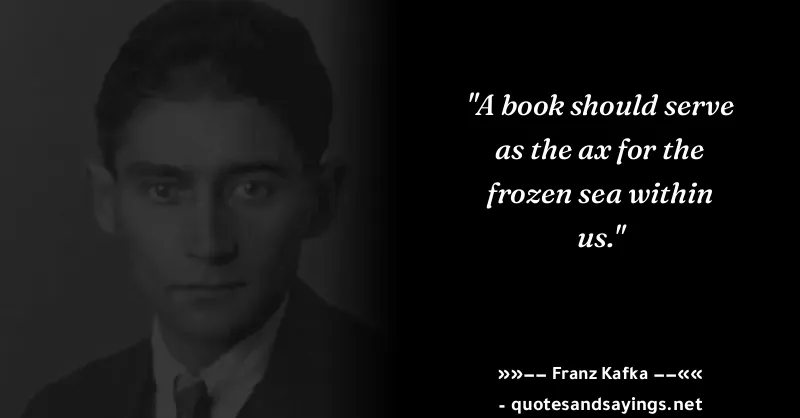 "A book should serve
as the ax for the
frozen sea within
us."
»»−− Franz Kafka −−««
- quotesandsayings.net